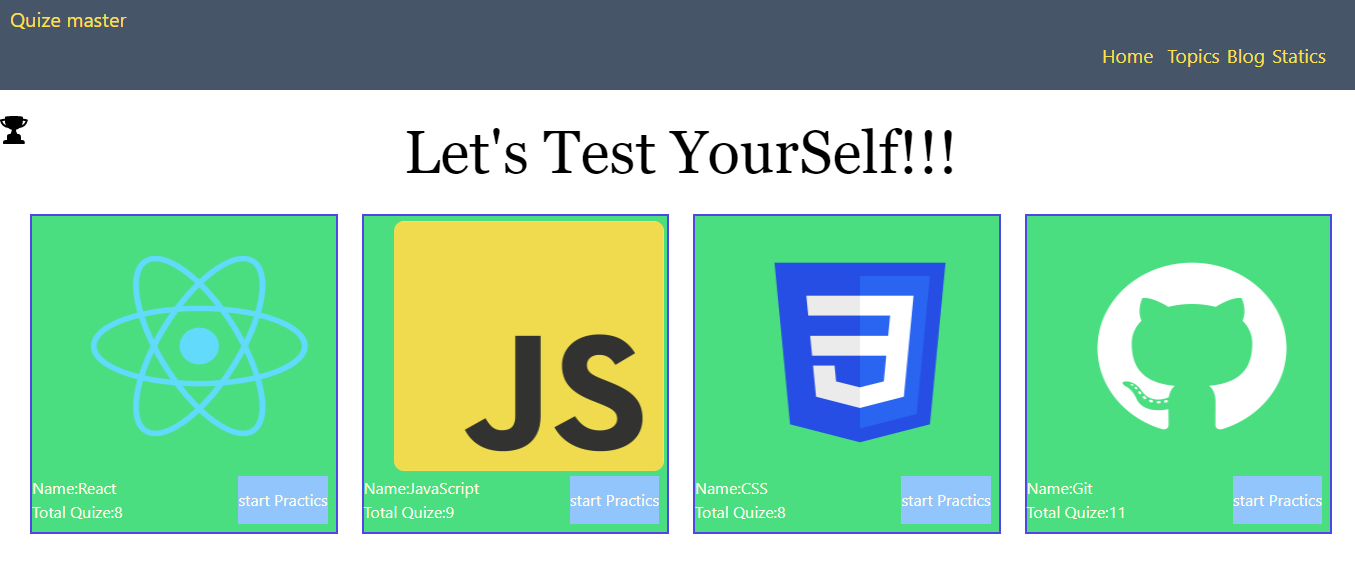 Quize master
Home Topics Blog Statics
Let's Test YourSelf!!!
JS
Name:React
Total Quize:8
start Practics
Name:JavaScript
Total Quize:9
start Practics
Name:CSS
Total Quize:8
start Practics
Name:Git
Total Quize:11
start Practics